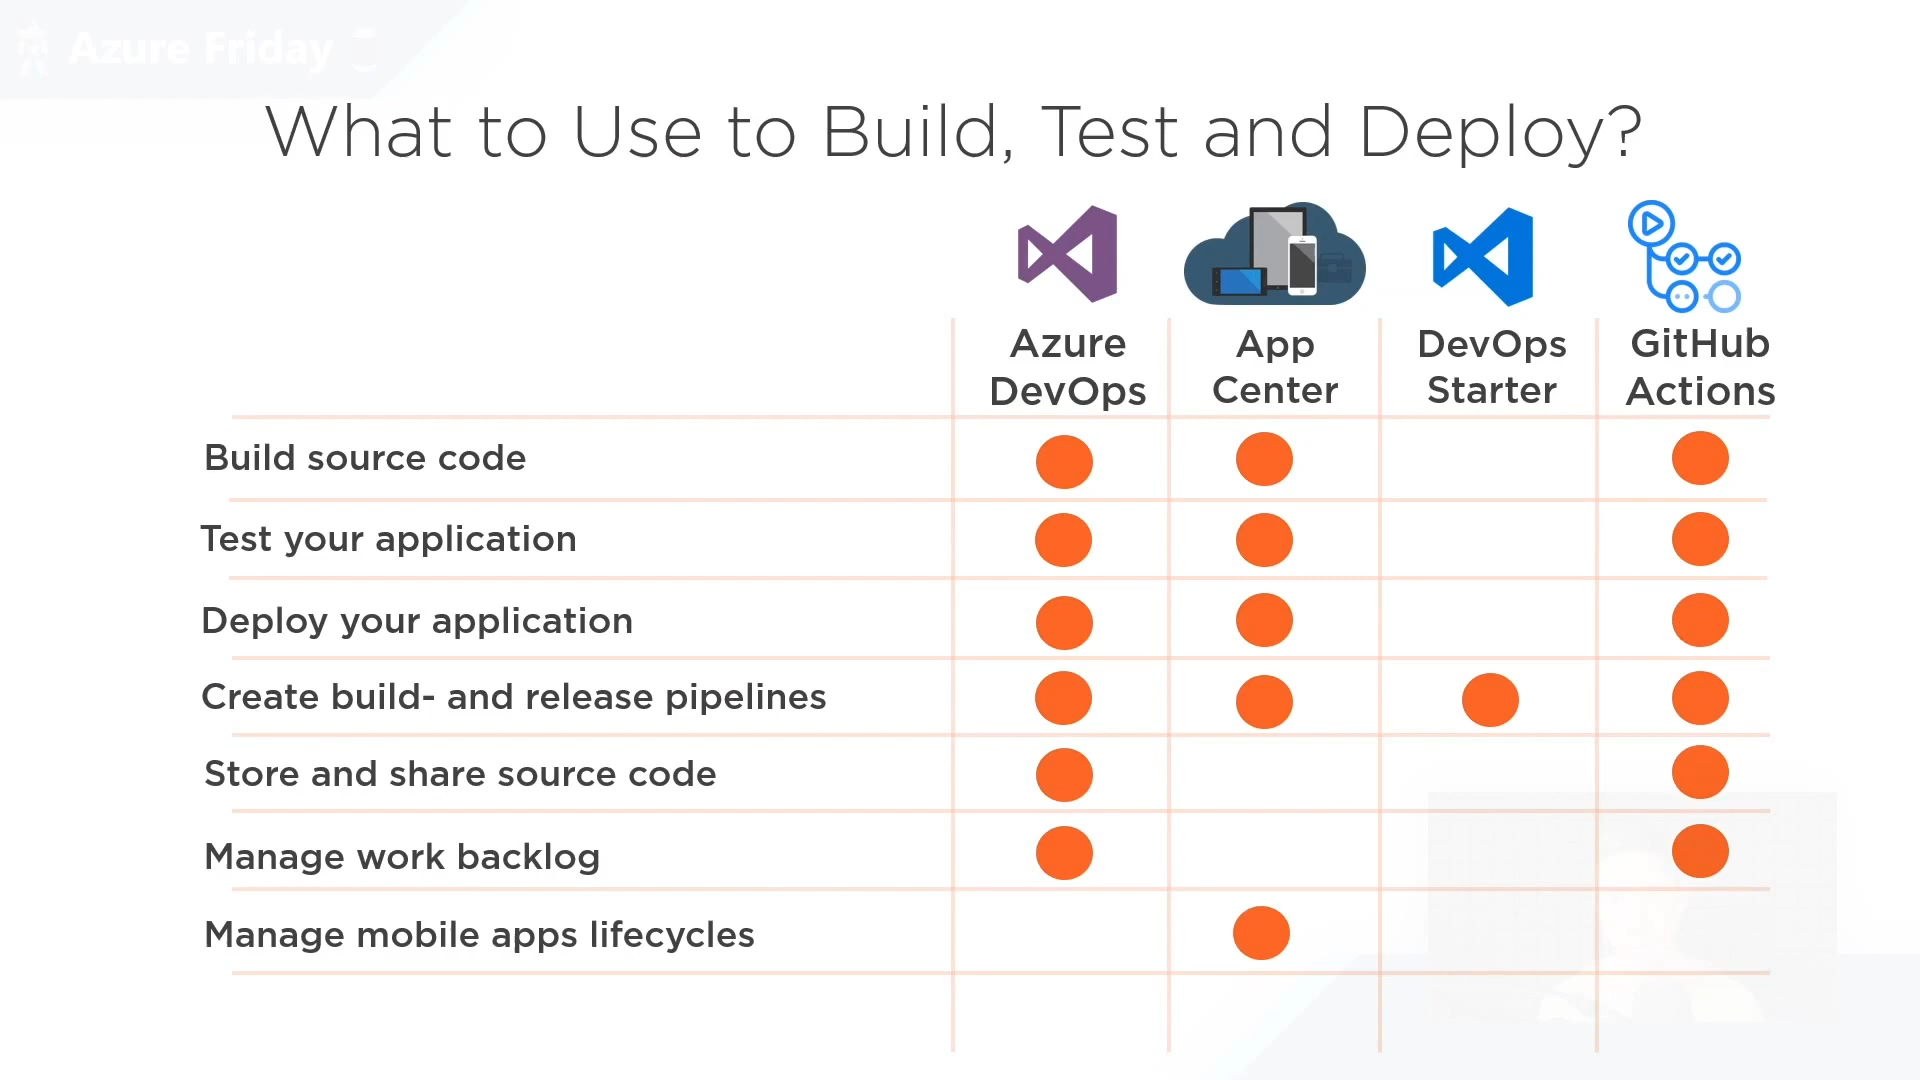 Azure Friday
What to Use to Build, Test and Deploy?
Azure DevOps
App Center
DevOps Starter
GitHub Actions
Build source code
Test your application
Deploy your application
Create build- and release pipelines
Store and share source code
Manage work backlog
Manage mobile apps lifecycles